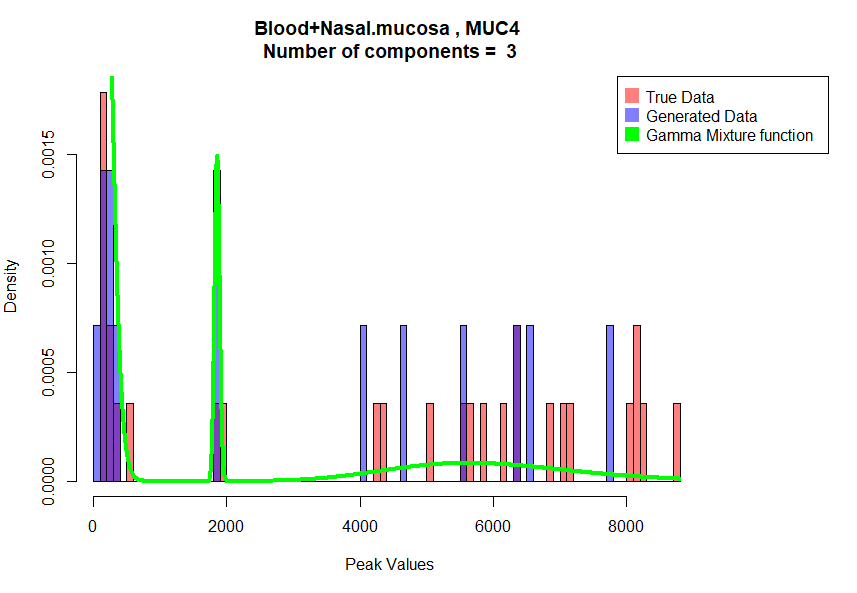 Blood+Nasal.mucosa , MUC4
Number of components = 3
True Data
Generated Data
Gamma Mixture function
Density
0.0015
0.0010
0.0005
0.0000
0
2000
4000
6000
8000
Peak Values